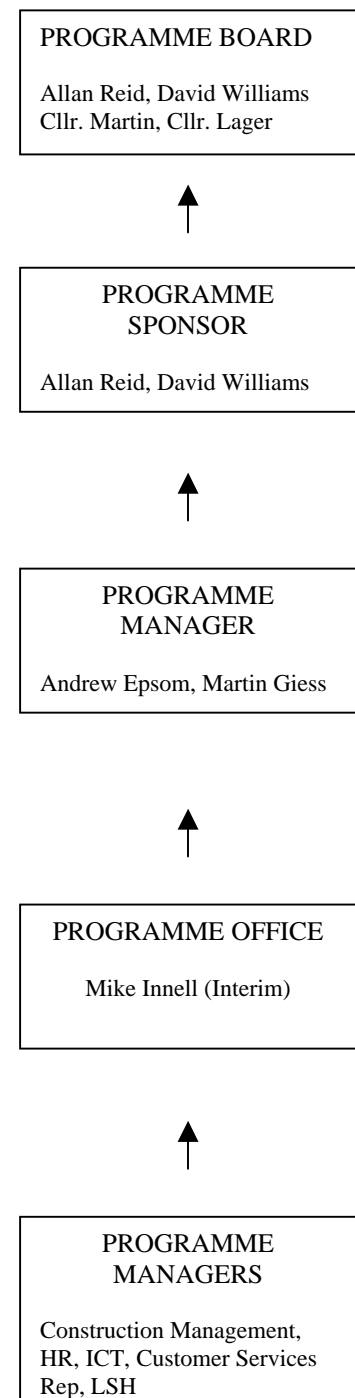 PROGRAMME BOARD
Allan Reid, David Williams
Cllr. Martin, Cllr. Lager
PROGRAMME
SPONSOR
Allan Reid, David Williams
PROGRAMME
MANAGER
Andrew Epsom, Martin Giess
PROGRAMME OFFICE
Mike Innell (Interim)
PROGRAMME
MANAGERS
Construction Management,
HR, ICT, Customer Services
Rep, LSH